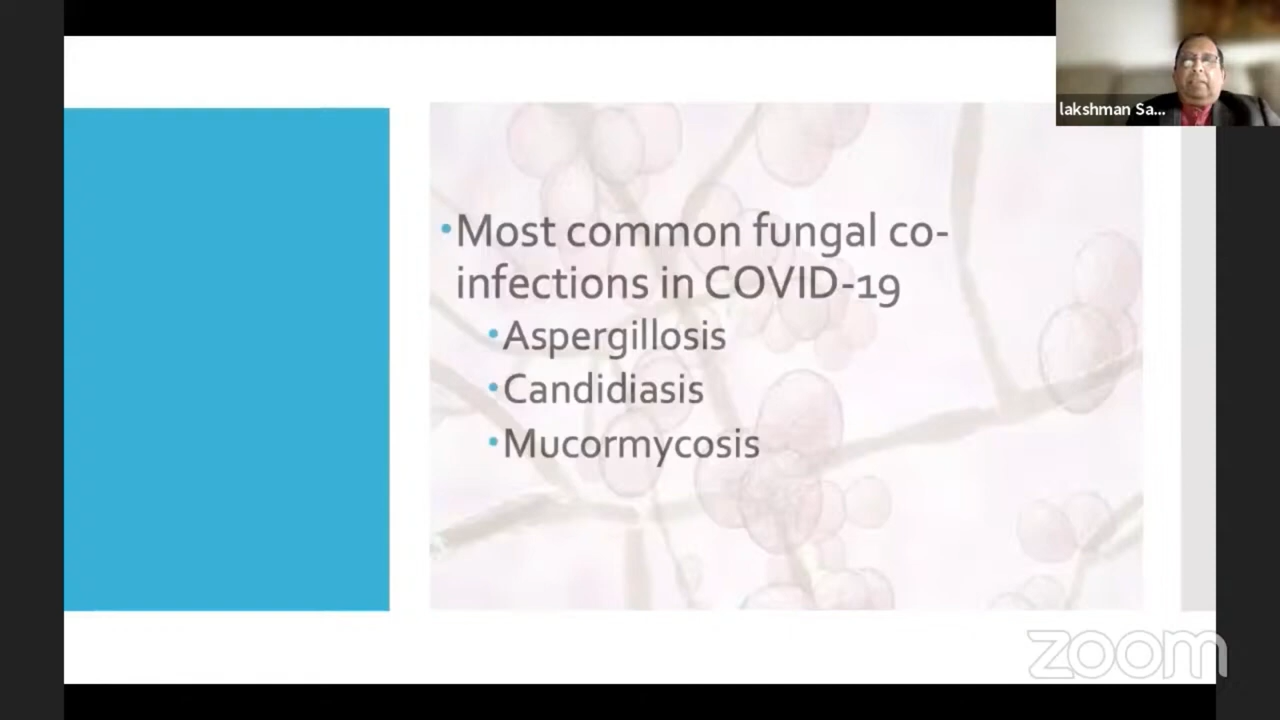 lakshman Sa...
•Most common fungal co-
infections in COVID-19
•Aspergillosis
•Candidiasis
•Mucormycosis
zoom